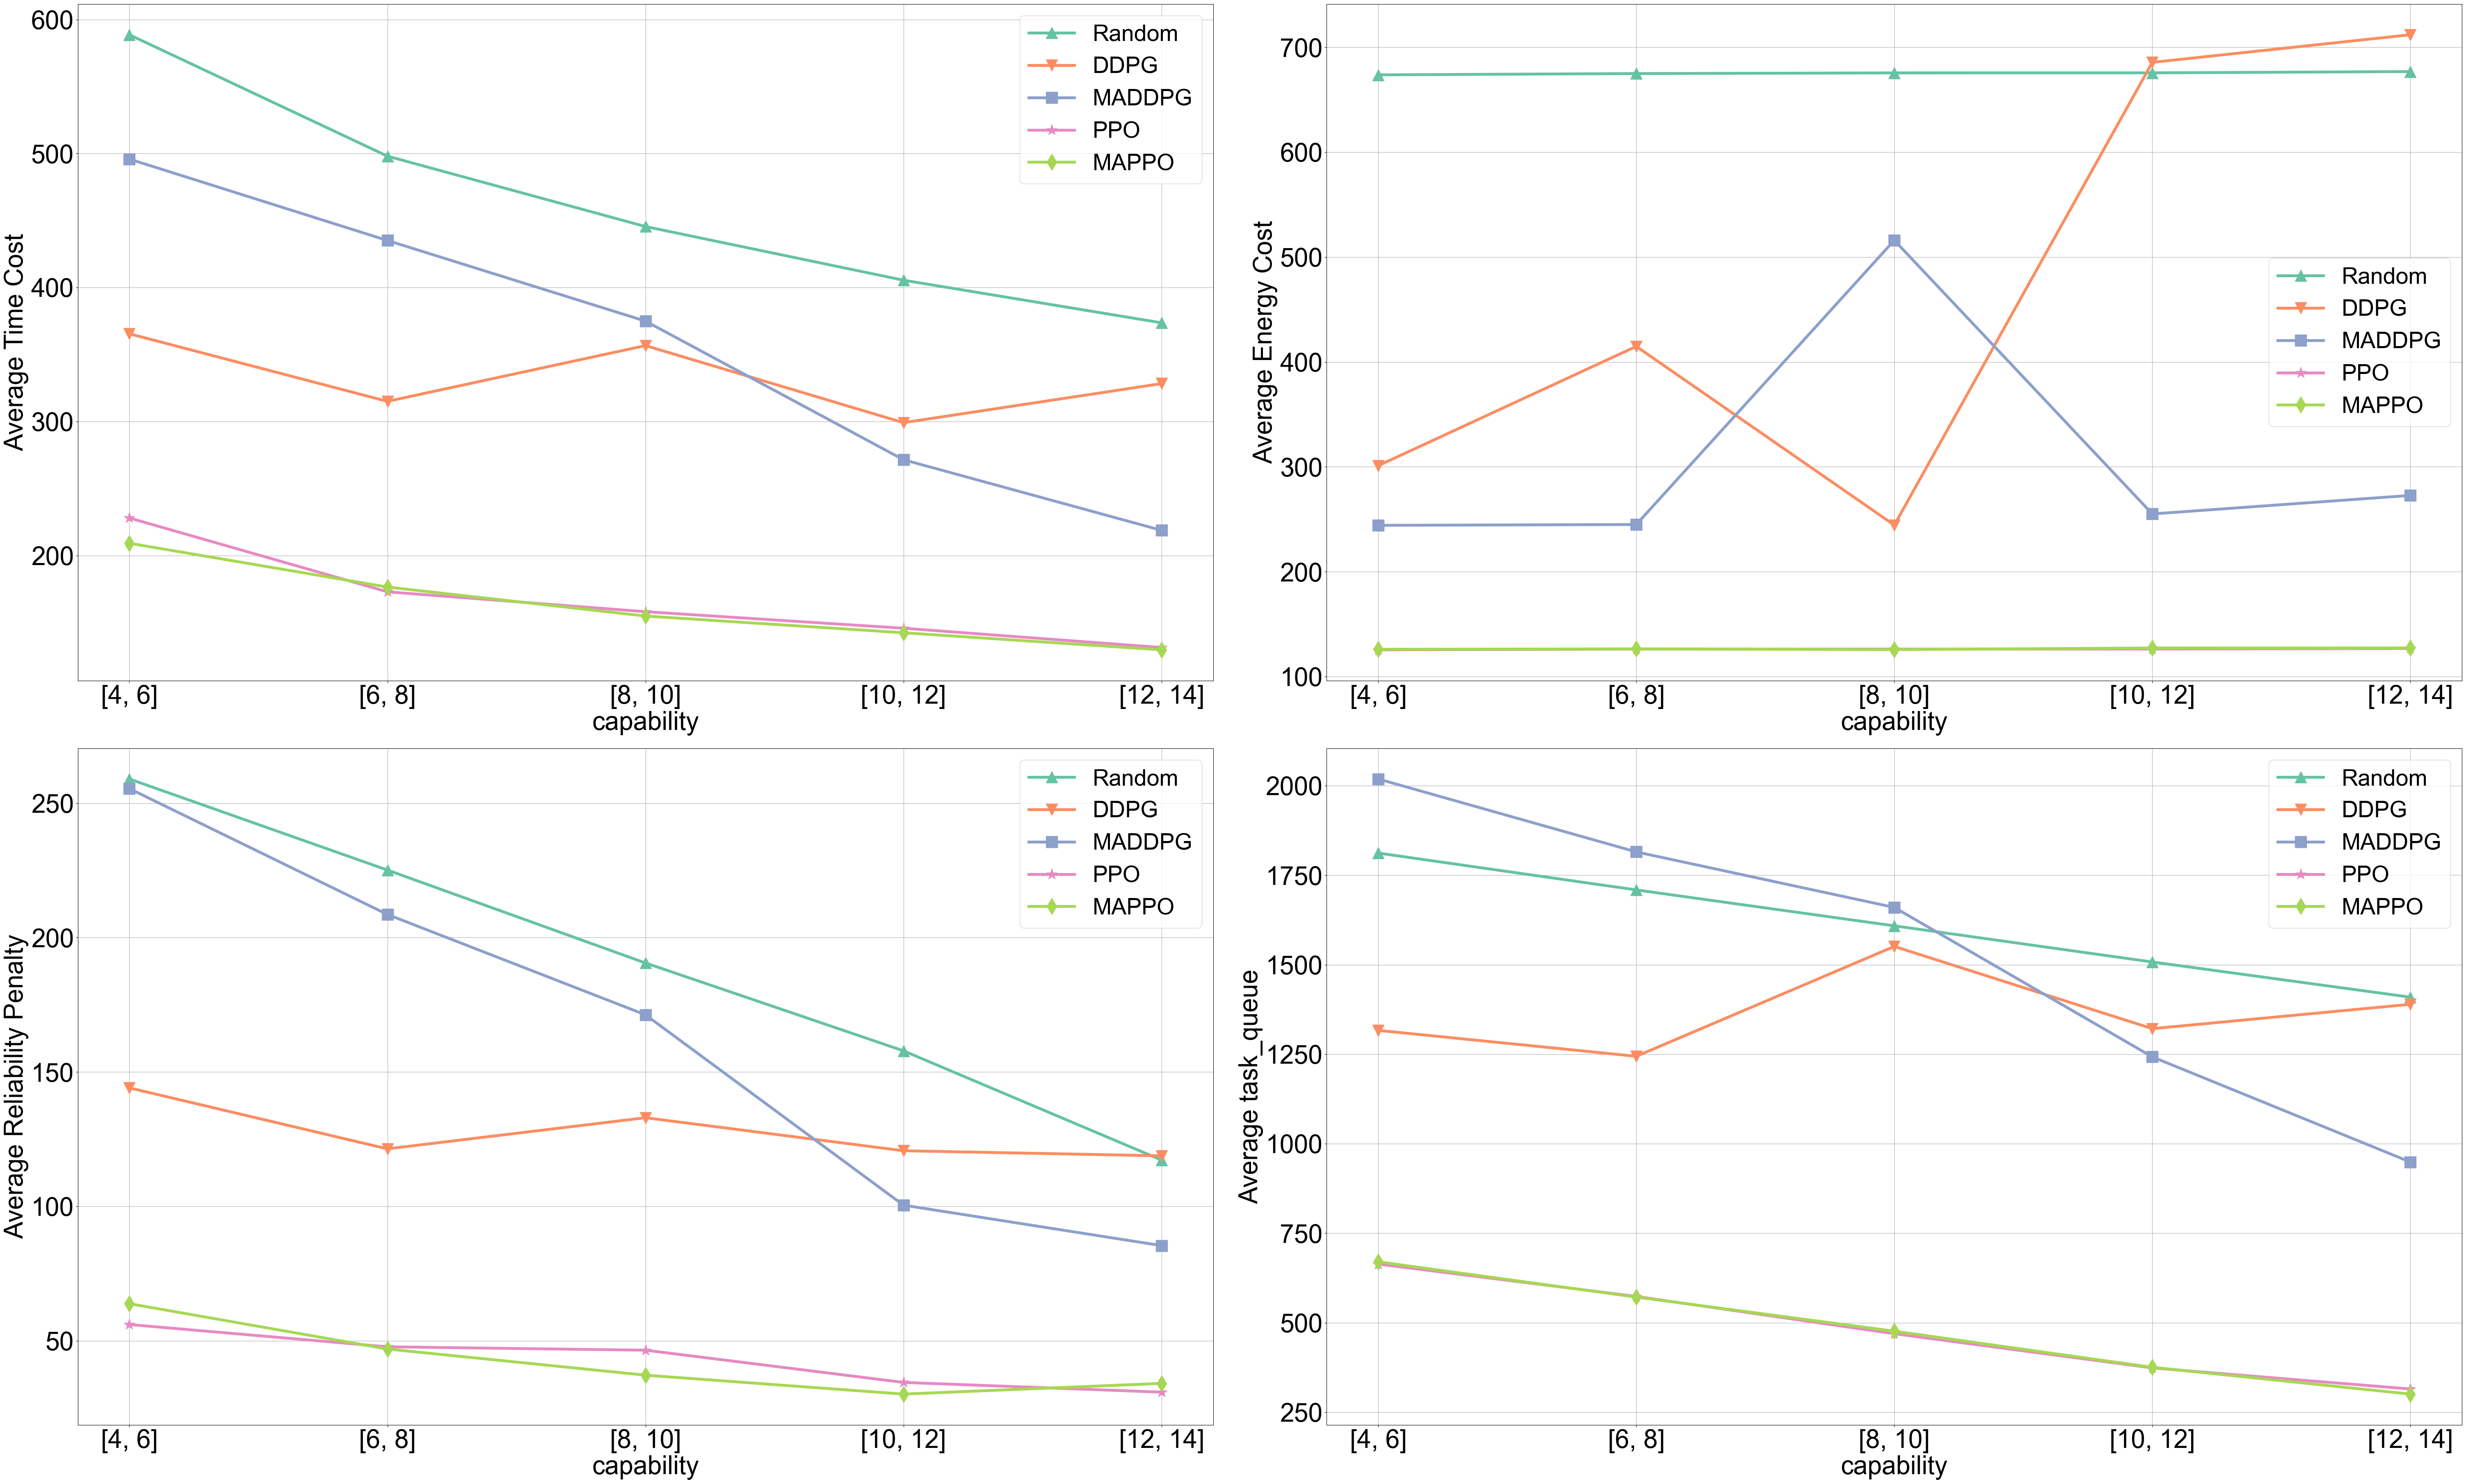 600
500
400
300
200
Average Time Cost
[4, 6] [6, 8] [8, 10] [10, 12] [12, 14]
capability
Random
DDPG
MADDPG
PPO
MAPPO
700
600
500
400
300
200
100
Average Energy Cost
[4, 6] [6, 8] [8, 10] [10, 12] [12, 14]
capability
Random
DDPG
MADDPG
PPO
MAPPO
250
200
150
100
50
Average Reliability Penalty
[4, 6] [6, 8] [8, 10] [10, 12] [12, 14]
capability
Random
DDPG
MADDPG
PPO
MAPPO
2000
1750
1500
1250
1000
750
500
250
Average task_queue
[4, 6] [6, 8] [8, 10] [10, 12] [12, 14]
capability
Random
DDPG
MADDPG
PPO
MAPPO